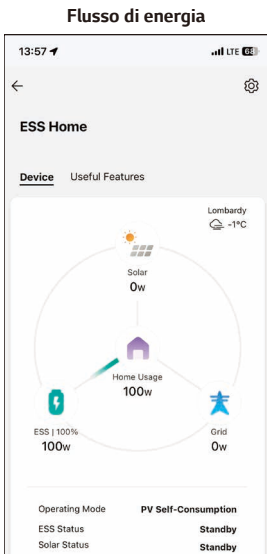 Flusso di energia
13:57
LTE 68
ESS Home
Device Useful Features
Lombardy
-1°C
Solar
0w
Home Usage
100w
ESS | 100%
100w
Grid
0w
Operating Mode PV Self-Consumption
ESS Status Standby
Solar Status Standby